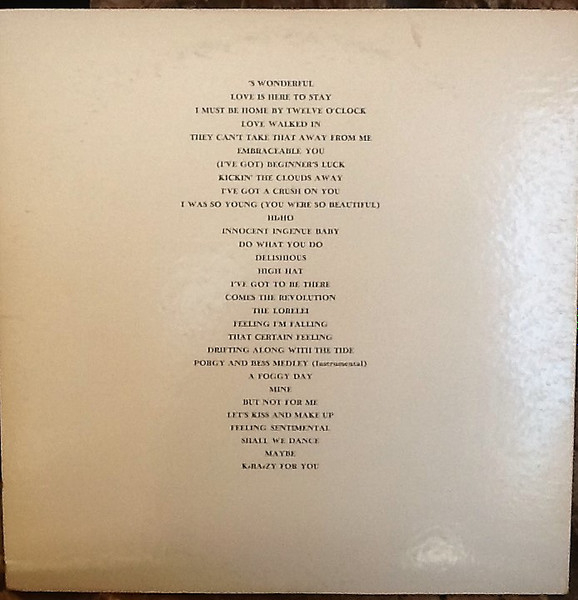 'S WONDERFUL
LOVE IS HERE TO STAY
I MUST BE HOME BY TWELVE O'CLOCK
LOVE WALKED IN
THEY CAN'T TAKE THAT AWAY FROM ME
EMBRACEABLE YOU
(I'VE GOT) BEGINNER'S LUCK
KICKIN' THE CLOUDS AWAY
I'VE GOT A CRUSH ON YOU
I WAS SO YOUNG (YOU WERE SO BEAUTIFUL)
HI-HO
INNOCENT INGENUE BABY
DO WHAT YOU DO
DELISHIOUS
HIGH HAT
I'VE GOT TO BE THERE
COMES THE REVOLUTION
THE LORELEI
FEELING I'M FALLING
THAT CERTAIN FEELING
DRIFTING ALONG WITH THE TIDE
PORGY AND BESS MEDLEY (Instrumental)
A FOGGY DAY
MINE
BUT NOT FOR ME
LET'S KISS AND MAKE UP
FEELING SENTIMENTAL
SHALL WE DANCE
MAYBE
K-RA-ZY FOR YOU